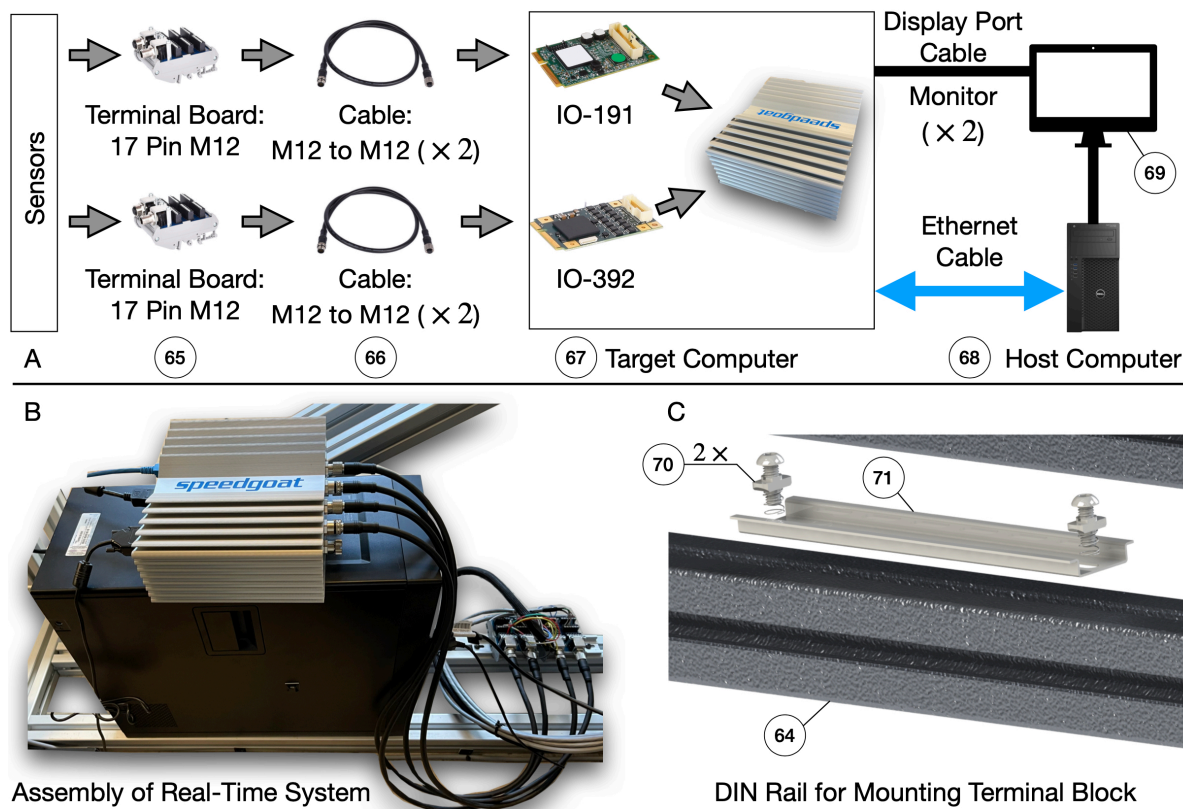 Sensors
Terminal Board:
17 Pin M12
Cable:
M12 to M12 ( × 2)
IO-191
speedgoat
Display Port
Cable
Monitor
( × 2)
69
Terminal Board:
17 Pin M12
Cable:
M12 to M12 ( × 2)
IO-392
Ethernet
Cable
A
65
66
67 Target Computer
68 Host Computer
B
speedgoat
Assembly of Real-Time System
C
70 2 ×
71
64
DIN Rail for Mounting Terminal Block